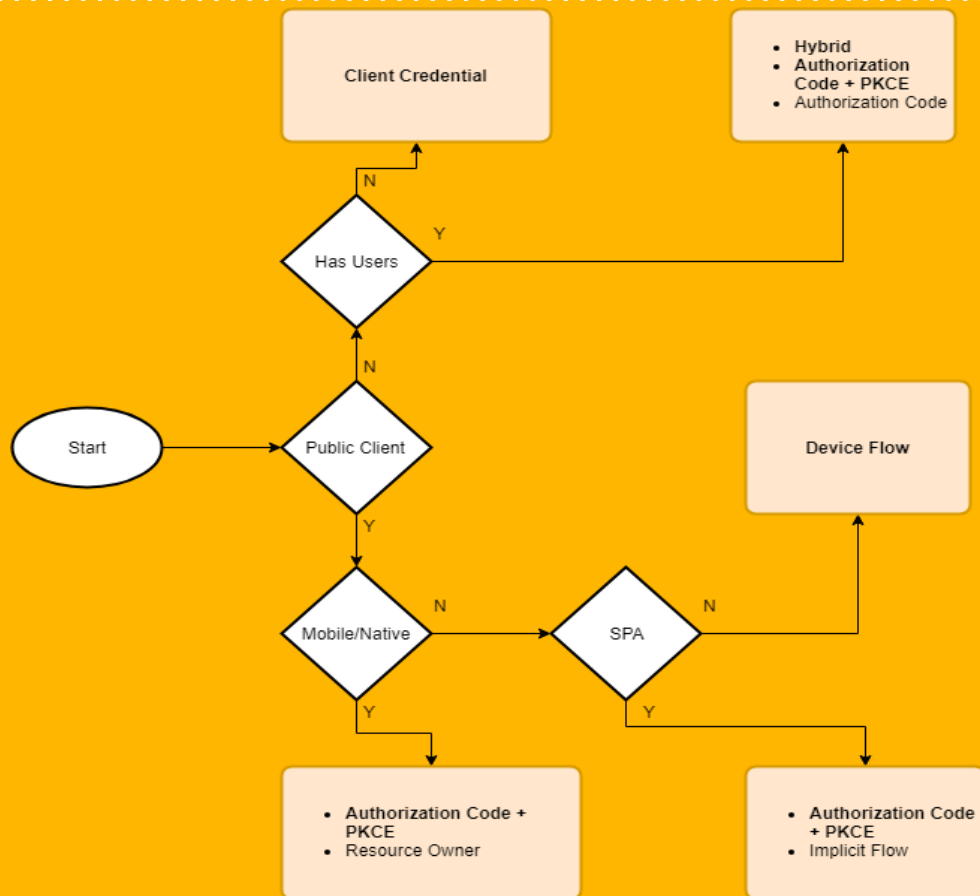 Client Credential
Hybrid
Authorization
Code + PKCE
Authorization Code
N
Y
Has Users
N
Start
Public Client
Device Flow
Y
N
N
Mobile/Native
SPA
Y
Y
Authorization Code +
PKCE
Resource Owner
Authorization Code
+ PKCE
Implicit Flow